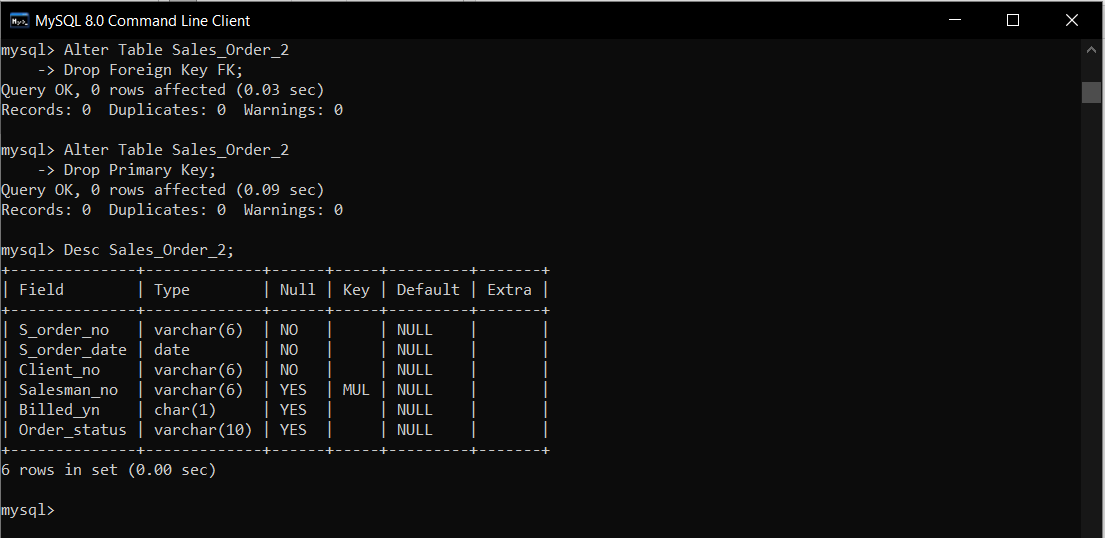 MySQL 8.0 Command Line Client
mysql> Alter Table Sales_Order_2
    -> Drop Foreign Key FK;
Query OK, 0 rows affected (0.03 sec)
Records: 0  Duplicates: 0  Warnings: 0

mysql> Alter Table Sales_Order_2
    -> Drop Primary Key;
Query OK, 0 rows affected (0.09 sec)
Records: 0  Duplicates: 0  Warnings: 0

mysql> Desc Sales_Order_2;
+--------------+-------------+------+-----+---------+-------+
| Field        | Type        | Null | Key | Default | Extra |
+--------------+-------------+------+-----+---------+-------+
| S_order_no   | varchar(6)  | NO   |     | NULL    |       |
| S_order_date | date        | NO   |     | NULL    |       |
| Client_no    | varchar(6)  | NO   |     | NULL    |       |
| Salesman_no  | varchar(6)  | YES  | MUL | NULL    |       |
| Billed_yn    | char(1)     | YES  |     | NULL    |       |
| Order_status | varchar(10) | YES  |     | NULL    |       |
+--------------+-------------+------+-----+---------+-------+
6 rows in set (0.00 sec)

mysql>